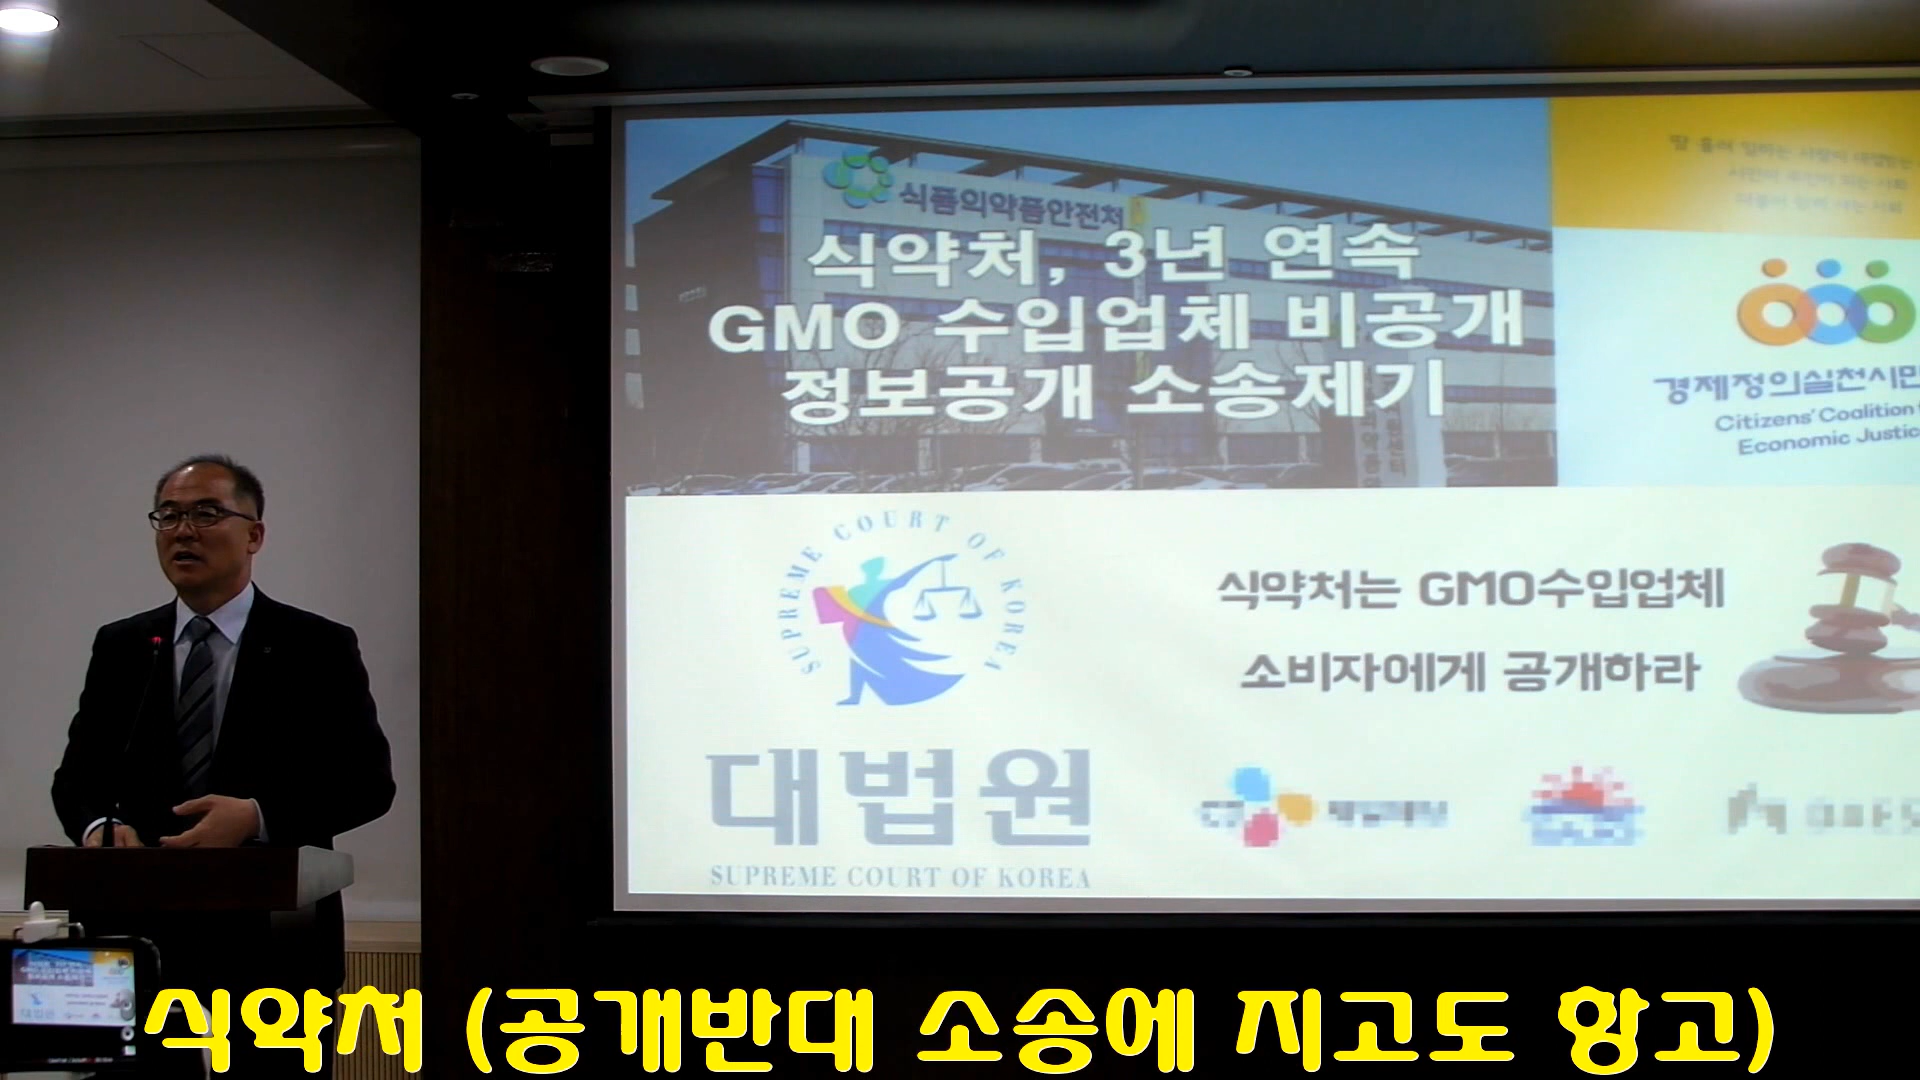 식품의약품안전처
식약처, 3년 연속
GMO 수입업체 비공개
정보공개 소송제기
경제정의실천시민
Citizens' Coalition
Economic Justic
SUPREME COURT OF KOREA
식약처는 GMO수입업체
소비자에게 공개하라
대법원
SUPREME COURT OF KOREA
식약처 (공개반대 소송에 지고도 항고)